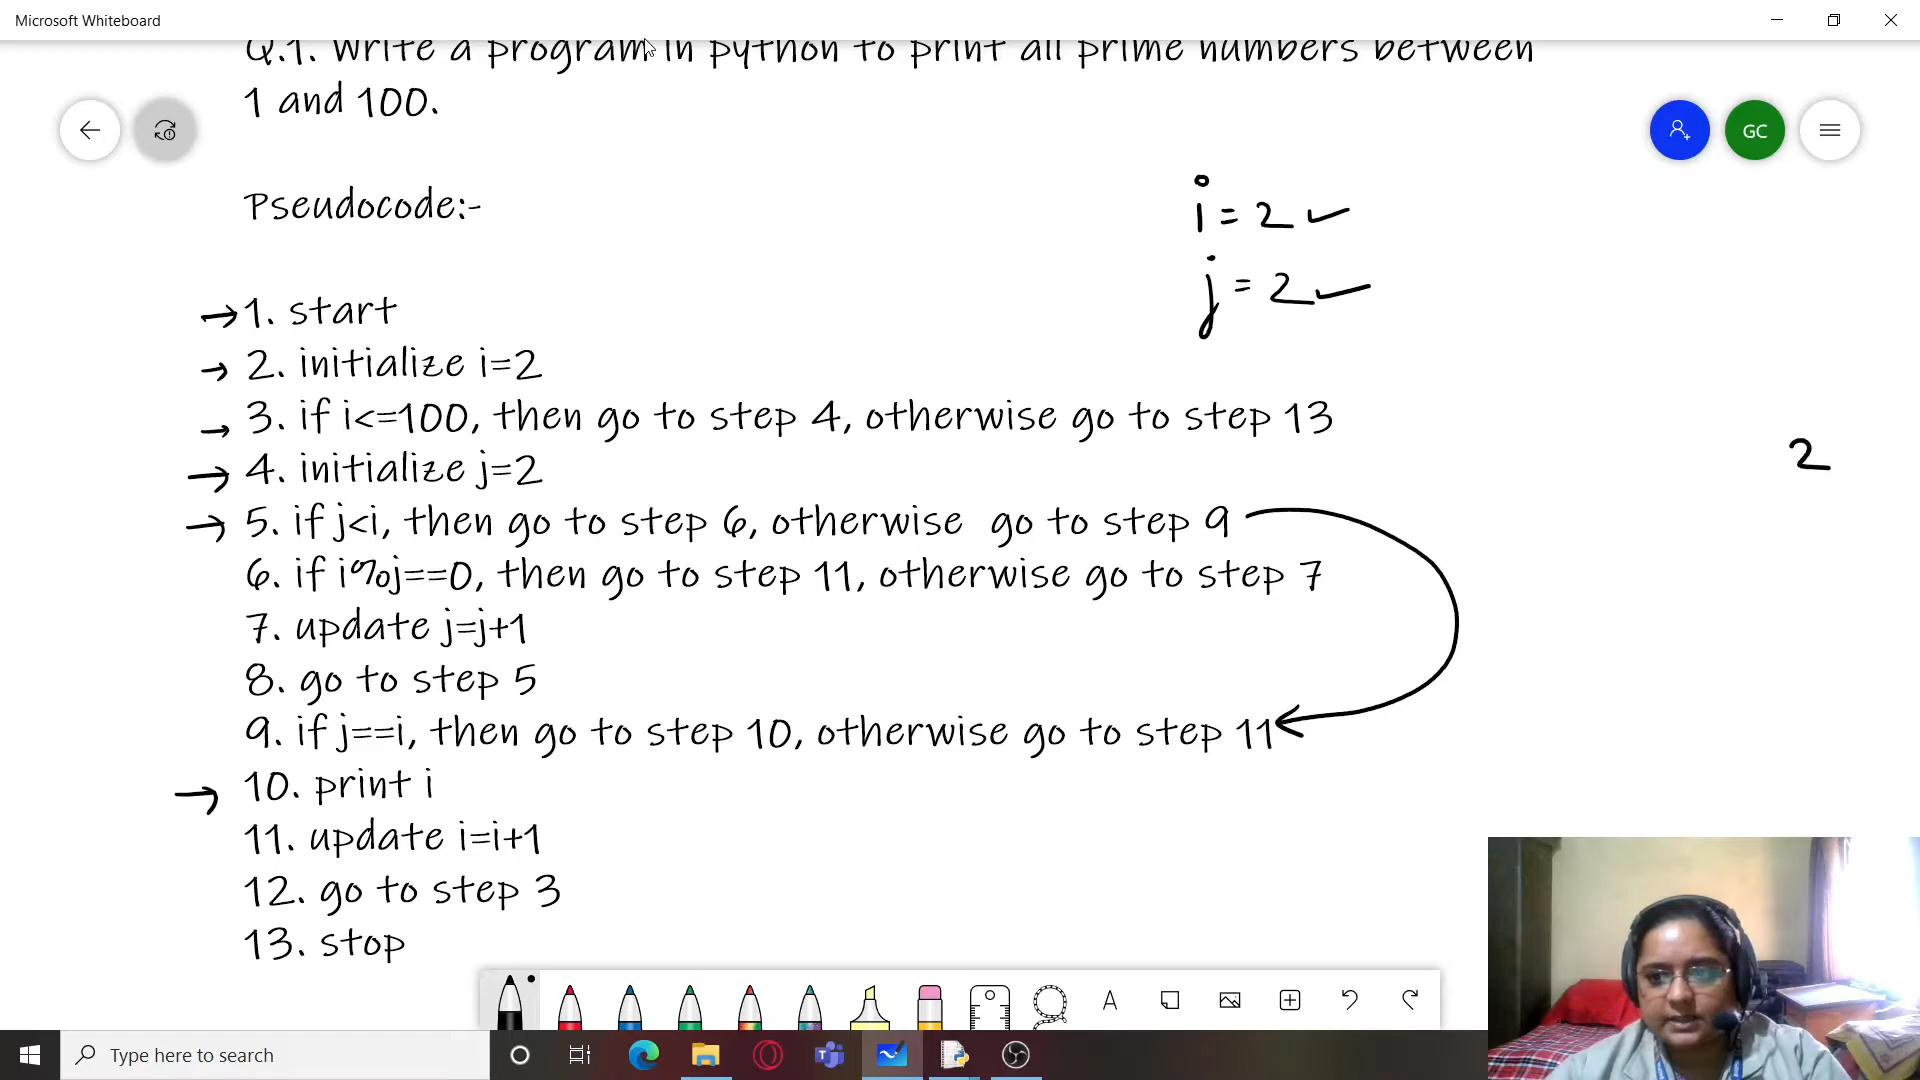 Microsoft Whiteboard
Q.1. Write a program in python to print all prime numbers between
1 and 100.
GC
Pseudocode:-
i = 2
j = 2
1. start
2. initialize i=2
3. if i<=100, then go to step 4, otherwise go to step 13
4. initialize j=2
2
5. if j<i, then go to step 6, otherwise go to step 9
6. if i%j==0, then go to step 11, otherwise go to step 7
7. update j=j+1
8. go to step 5
9. if j==i, then go to step 10, otherwise go to step 11
10. print i
11. update i=i+1
12. go to step 3
13. stop
A
Type here to search